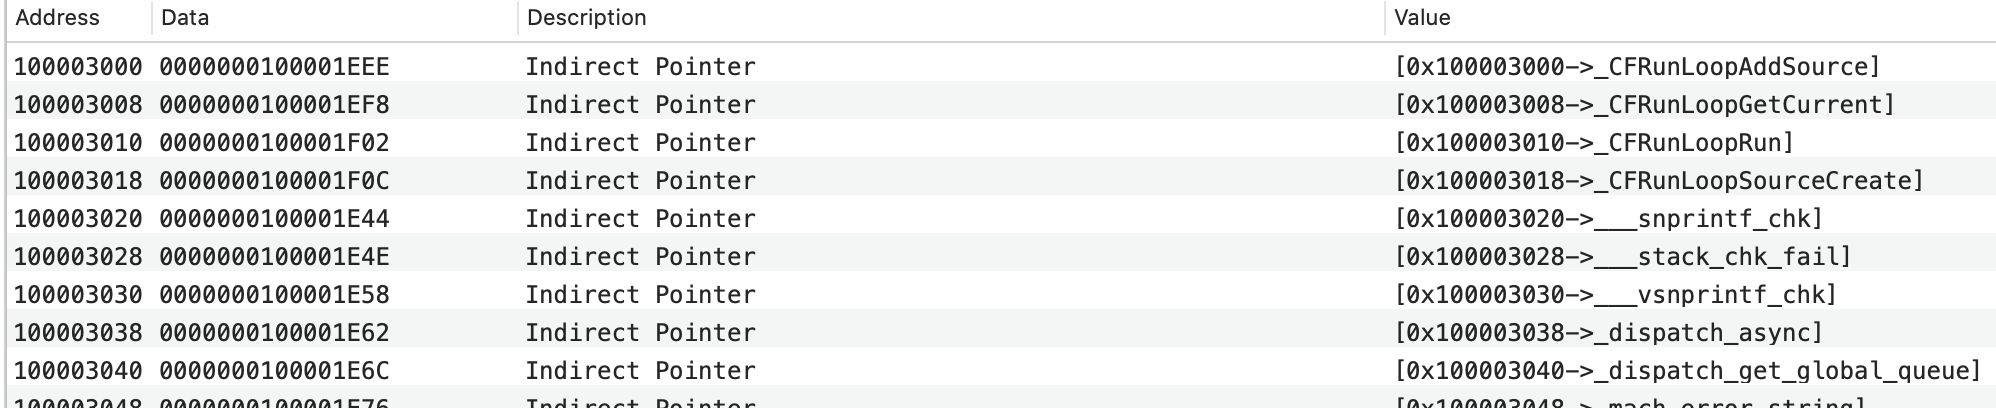 Address Data Description Value
100003000 0000000100001EEE Indirect Pointer [0x100003000->_CFRunLoopAddSource]
100003008 0000000100001EF8 Indirect Pointer [0x100003008->_CFRunLoopGetCurrent]
100003010 0000000100001F02 Indirect Pointer [0x100003010->_CFRunLoopRun]
100003018 0000000100001F0C Indirect Pointer [0x100003018->_CFRunLoopSourceCreate]
100003020 0000000100001E44 Indirect Pointer [0x100003020->___snprintf_chk]
100003028 0000000100001E4E Indirect Pointer [0x100003028->___stack_chk_fail]
100003030 0000000100001E58 Indirect Pointer [0x100003030->___vsnprintf_chk]
100003038 0000000100001E62 Indirect Pointer [0x100003038->_dispatch_async]
100003040 0000000100001E6C Indirect Pointer [0x100003040->_dispatch_get_global_queue]
100003048 0000000100001E76 Indirect Pointer [0x100003048->_mach_error_string]